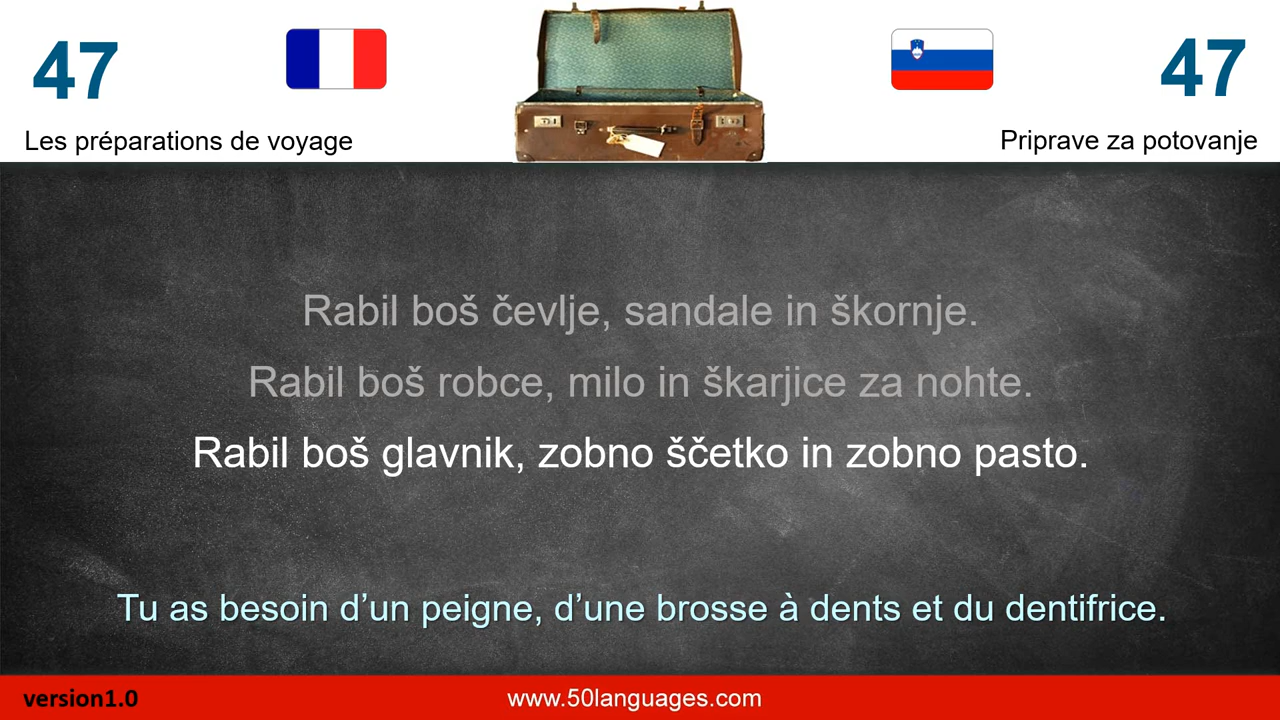 47
47
Les préparations de voyage
Priprave za potovanje
Rabil boš čevlje, sandale in škornje.
Rabil boš robce, milo in škarjice za nohte.
Rabil boš glavnik, zobno ščetko in zobno pasto.
Tu as besoin d’un peigne, d’une brosse à dents et du dentifrice.
version1.0
www.50languages.com